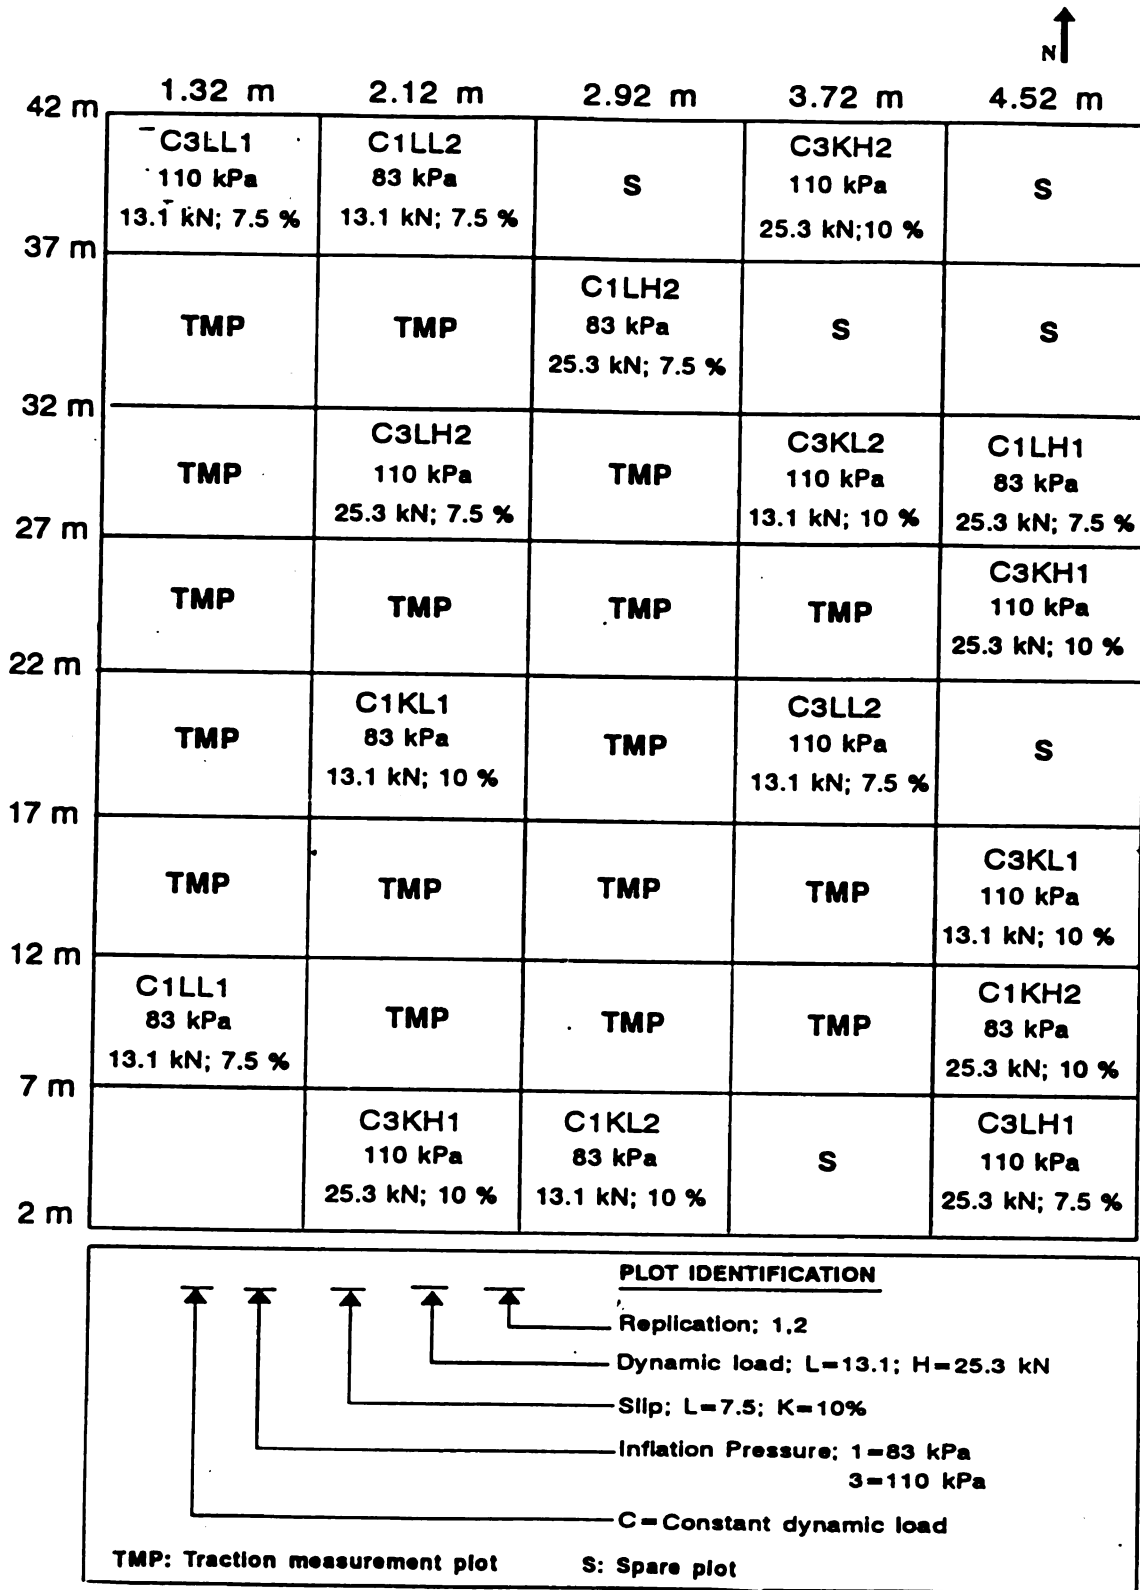 N
1.32 m 2.12 m 2.92 m 3.72 m 4.52 m
42 m
C3LL1 C1LL2 C3KH2
110 kPa 83 kPa S 110 kPa S
13.1 kN; 7.5 % 13.1 kN; 7.5 % 25.3 kN;10 %
37 m
C1LH2
TMP TMP 83 kPa S S
25.3 kN; 7.5 %
32 m
C3LH2 C3KL2 C1LH1
TMP 110 kPa TMP 110 kPa 83 kPa
25.3 kN; 7.5 % 13.1 kN; 10 % 25.3 kN; 7.5 %
27 m
C3KH1
TMP TMP TMP TMP 110 kPa
25.3 kN; 10 %
22 m
C1KL1 C3LL2
TMP 83 kPa TMP 110 kPa S
13.1 kN; 10 % 13.1 kN; 7.5 %
17 m
C3KL1
TMP TMP TMP TMP 110 kPa
13.1 kN; 10 %
12 m
C1LL1 C1KH2
83 kPa TMP TMP TMP 83 kPa
13.1 kN; 7.5 % 25.3 kN; 10 %
7 m
C3KH1 C1KL2 C3LH1
110 kPa 83 kPa S 110 kPa
25.3 kN; 10 % 13.1 kN; 10 % 25.3 kN; 7.5 %
2 m
PLOT IDENTIFICATION
Replication; 1,2
Dynamic load; L=13.1; H=25.3 kN
Slip; L=7.5; K=10%
Inflation Pressure; 1=83 kPa
3=110 kPa
C=Constant dynamic load
TMP: Traction measurement plot S: Spare plot